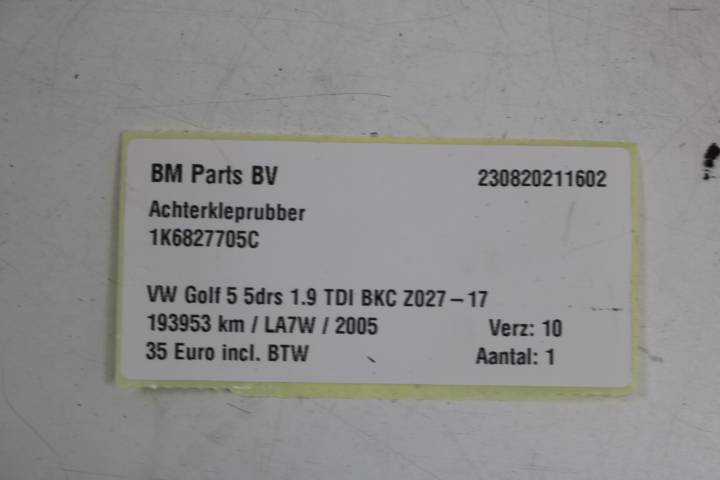 BM Parts BV 230820211602
Achterkleprubber
1K6827705C
VW Golf 5 5drs 1.9 TDI BKC Z027-17
193953 km / LA7W / 2005 Verz: 10
35 Euro incl. BTW Aantal: 1